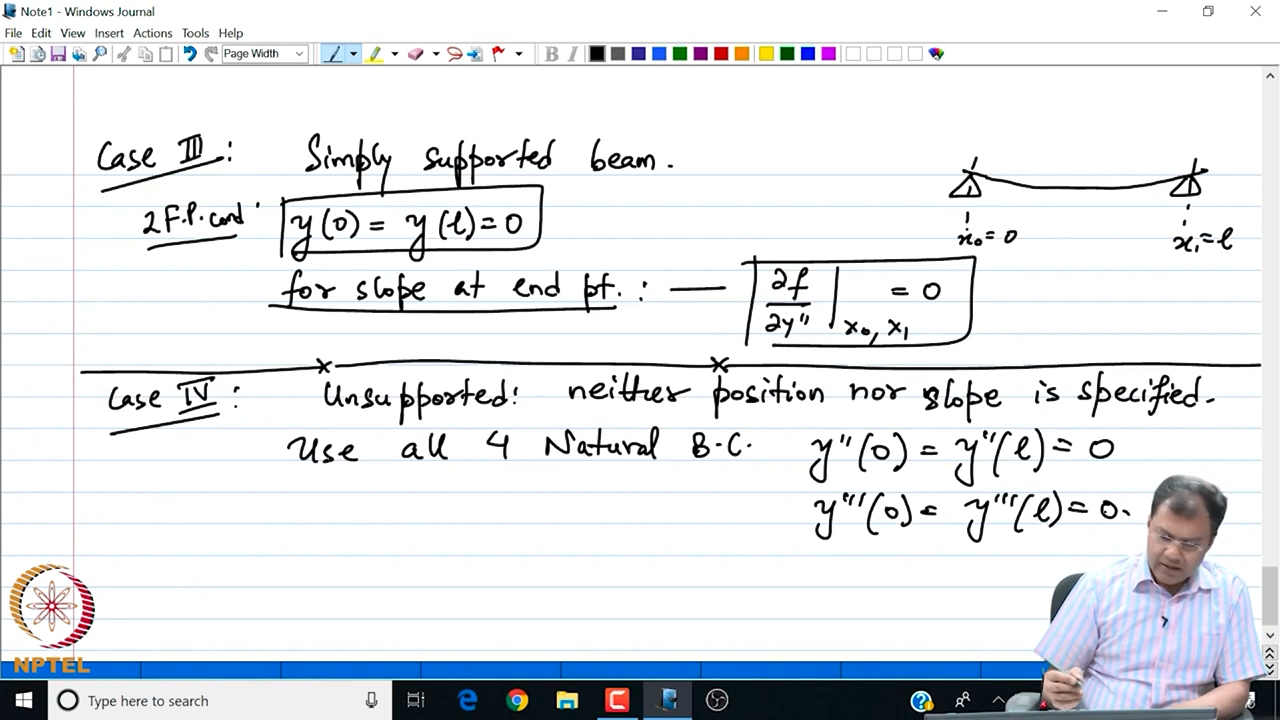 Note1 - Windows Journal
File Edit View Insert Actions Tools Help
Page Width
B I
Case III: Simply supported beam.
2 F.P. cond' y(0) = y(l) = 0
x₀ = 0 x₁ = l
for slope at end pt. : — ∂f/∂y'' |x₀, x₁ = 0
Case IV: Unsupported: neither position nor slope is specified.
Use all 4 Natural B.C. y''(0) = y''(l) = 0
y'''(0) = y'''(l) = 0.
NPTEL
Type here to search